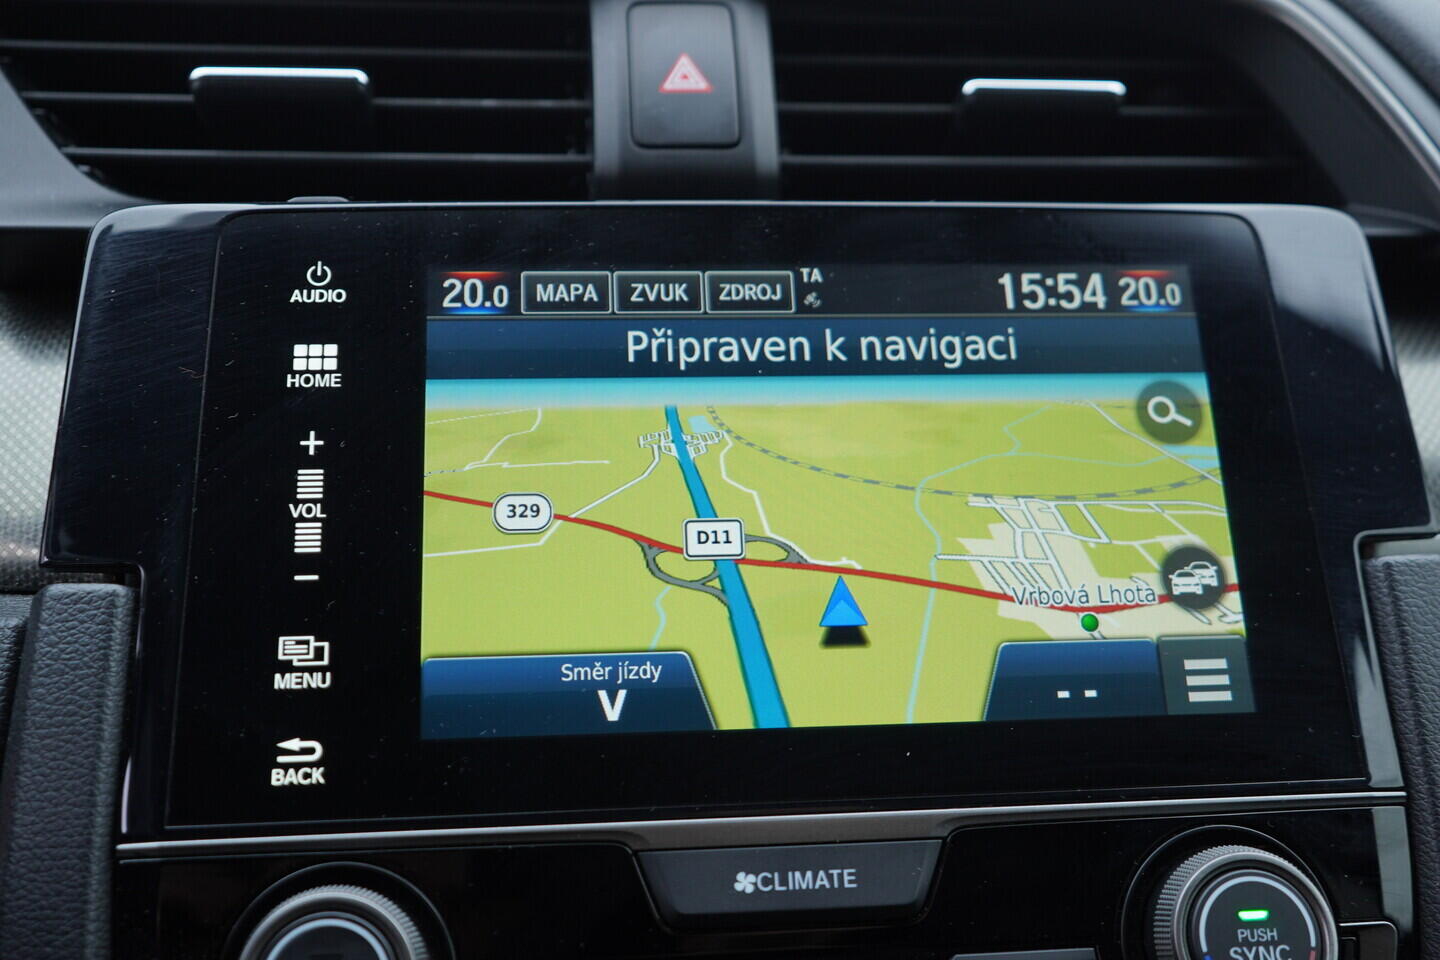 20.0 MAPA ZVUK ZDROJ TA 15:54 20.0
Připraven k navigaci
AUDIO
HOME
+
VOL
−
MENU
BACK
329
D11
Vrbová Lhota
Směr jízdy
V
--
CLIMATE
PUSH
SYNC